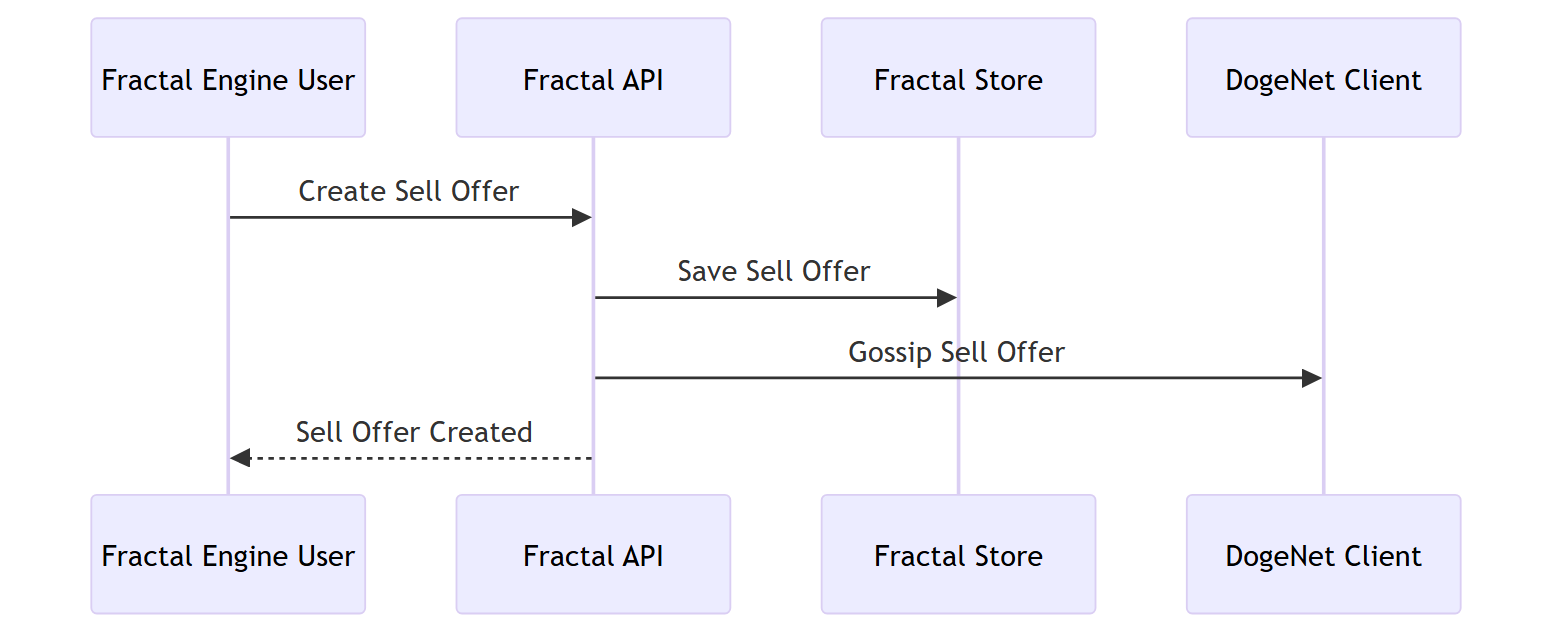 Fractal Engine User
Fractal API
Fractal Store
DogeNet Client
Create Sell Offer
Save Sell Offer
Gossip Sell Offer
Sell Offer Created
Fractal Engine User
Fractal API
Fractal Store
DogeNet Client